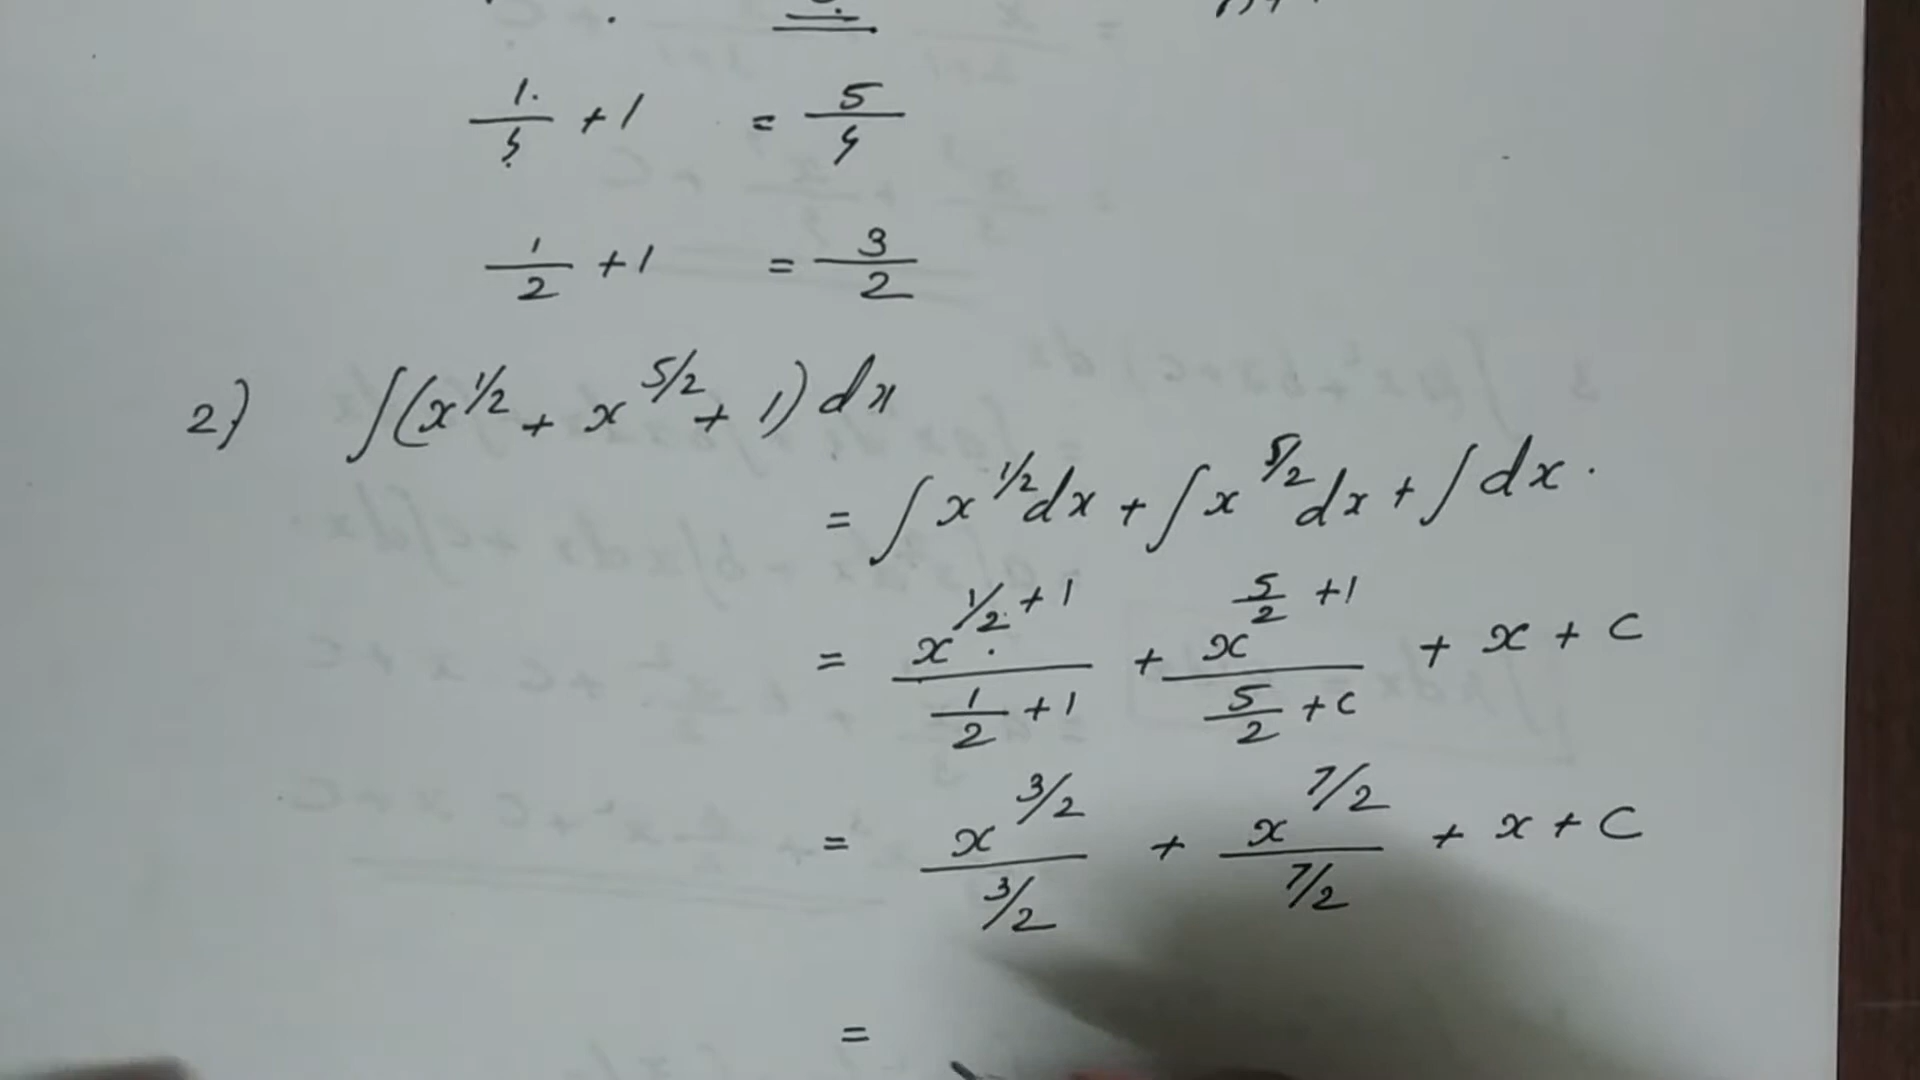 1/4 + 1 = 5/4
1/2 + 1 = 3/2
2) ∫(x^1/2 + x^5/2 + 1) dx
= ∫ x^1/2 dx + ∫ x^5/2 dx + ∫ dx .
= x^(1/2 + 1) / (1/2 + 1) + x^(5/2 + 1) / (5/2 + c) + x + c
= x^3/2 / 3/2 + x^7/2 / 7/2 + x + c
=